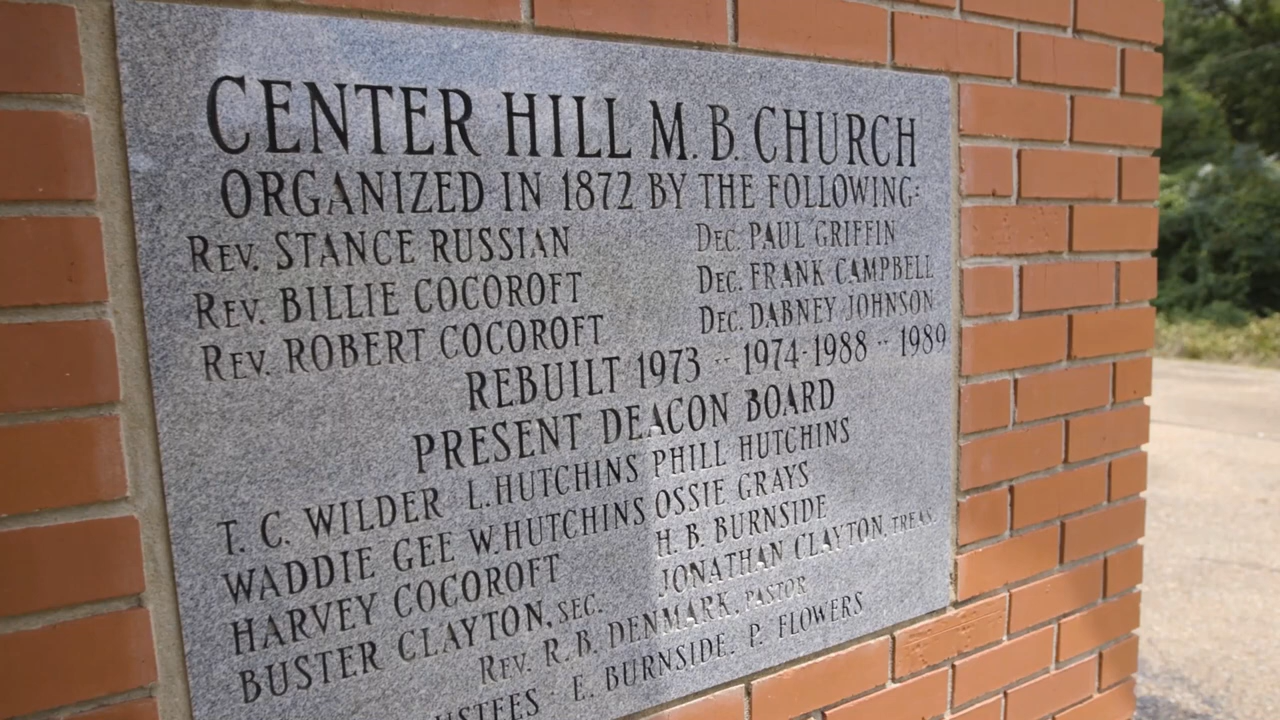 CENTER HILL M. B. CHURCH
ORGANIZED IN 1872 BY THE FOLLOWING:
REV. STANCE RUSSIAN DEC. PAUL GRIFFIN
REV. BILLIE COCOROFT DEC. FRANK CAMPBELL
REV. ROBERT COCOROFT DEC. DABNEY JOHNSON
REBUILT 1973 -- 1974-1988 -- 1989
PRESENT DEACON BOARD
T. C. WILDER L. HUTCHINS PHILL HUTCHINS
WADDIE GEE W. HUTCHINS OSSIE GRAYS
HARVEY COCOROFT H. B. BURNSIDE
BUSTER CLAYTON, SEC. JONATHAN CLAYTON, TREAS.
REV. R. B. DENMARK, PASTOR
E. BURNSIDE, P. FLOWERS